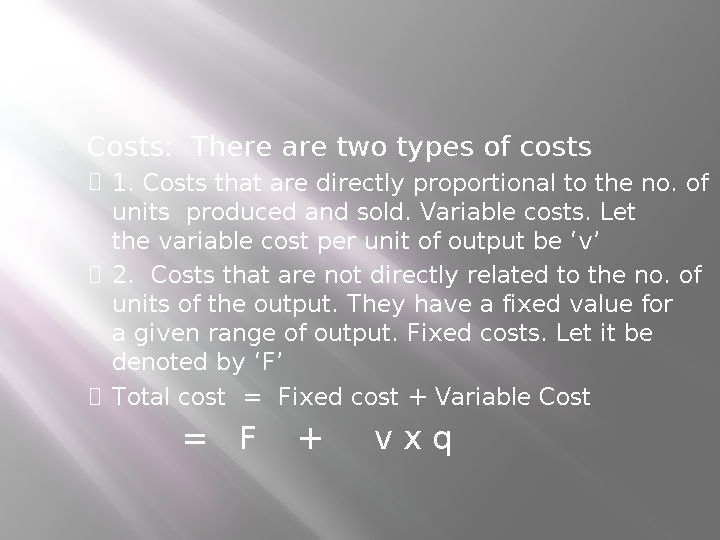 Costs:  There are two types of costs
1. Costs that are directly proportional to the no. of
units  produced and sold. Variable costs. Let
the variable cost per unit of output be ‘v’
2.  Costs that are not directly related to the no. of
units of the output. They have a fixed value for
a given range of output. Fixed costs. Let it be
denoted by ‘F’
Total cost  =  Fixed cost + Variable Cost
=   F    +     v x q